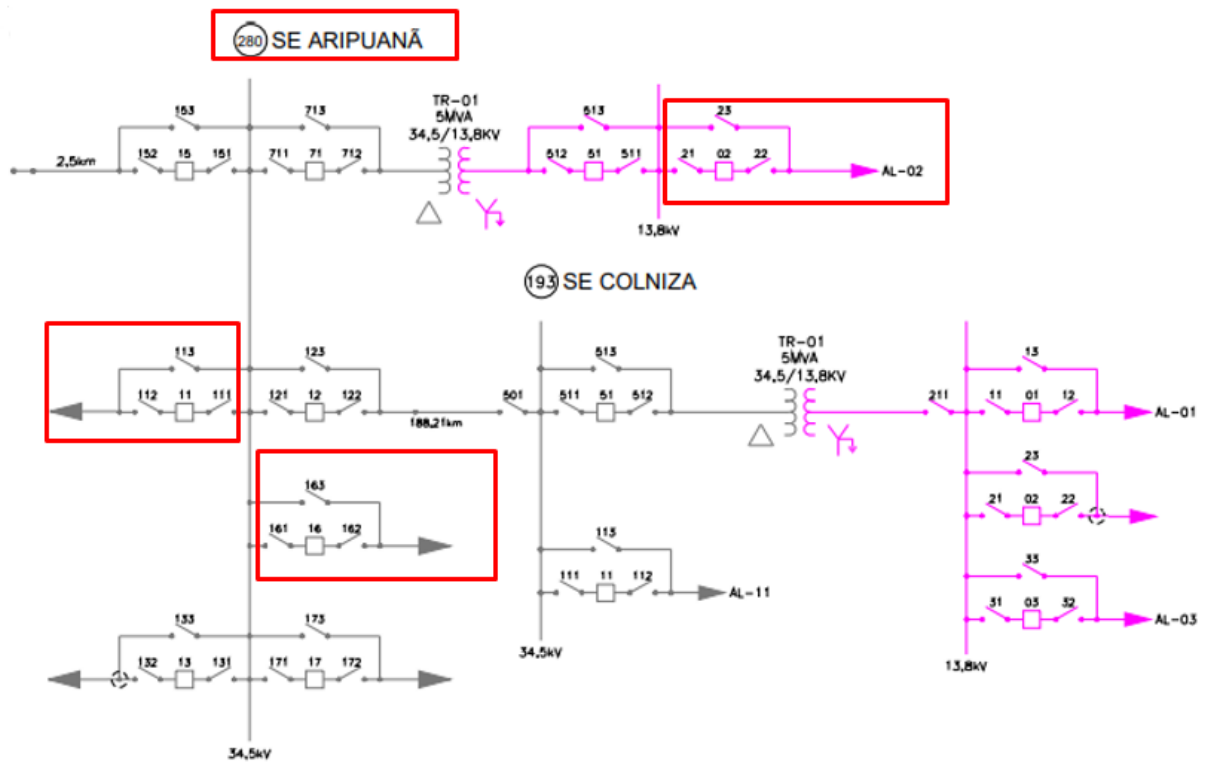 280 SE ARIPUANÃ
153 713 TR-01 513 23
5MVA
34,5/13,8KV
2,5km 152 15 151 711 71 712 512 51 511 21 02 22 AL-02
13,8kV
193 SE COLNIZA
113 123 513 TR-01 13
5MVA
34,5/13,8KV
112 11 111 121 12 122 188,21km 501 511 51 512 211 11 01 12 AL-01
163 23
161 16 162 21 02 22
113 33
111 11 112 AL-11 31 03 32 AL-03
133 173
132 13 131 171 17 172
34,5kV 13,8kV
34,5kV